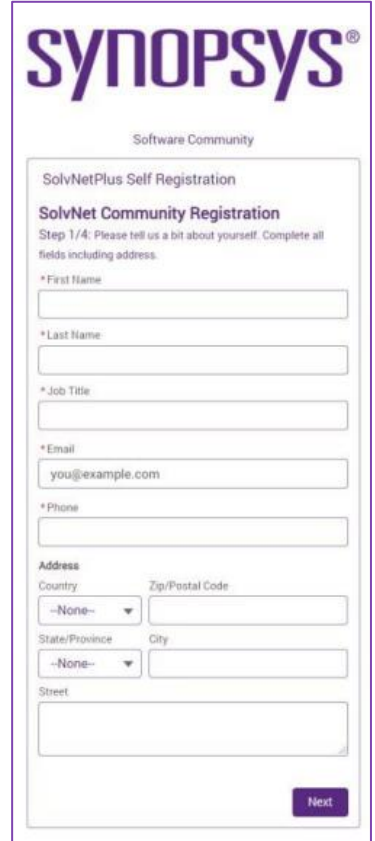 SYNOPSYS®
Software Community
SolvNetPlus Self Registration
SolvNet Community Registration
Step 1/4: Please tell us a bit about yourself. Complete all
fields including address.
*First Name
*Last Name
*Job Title
*Email
you@example.com
*Phone
Address
Country Zip/Postal Code
--None--
State/Province City
--None--
Street
Next